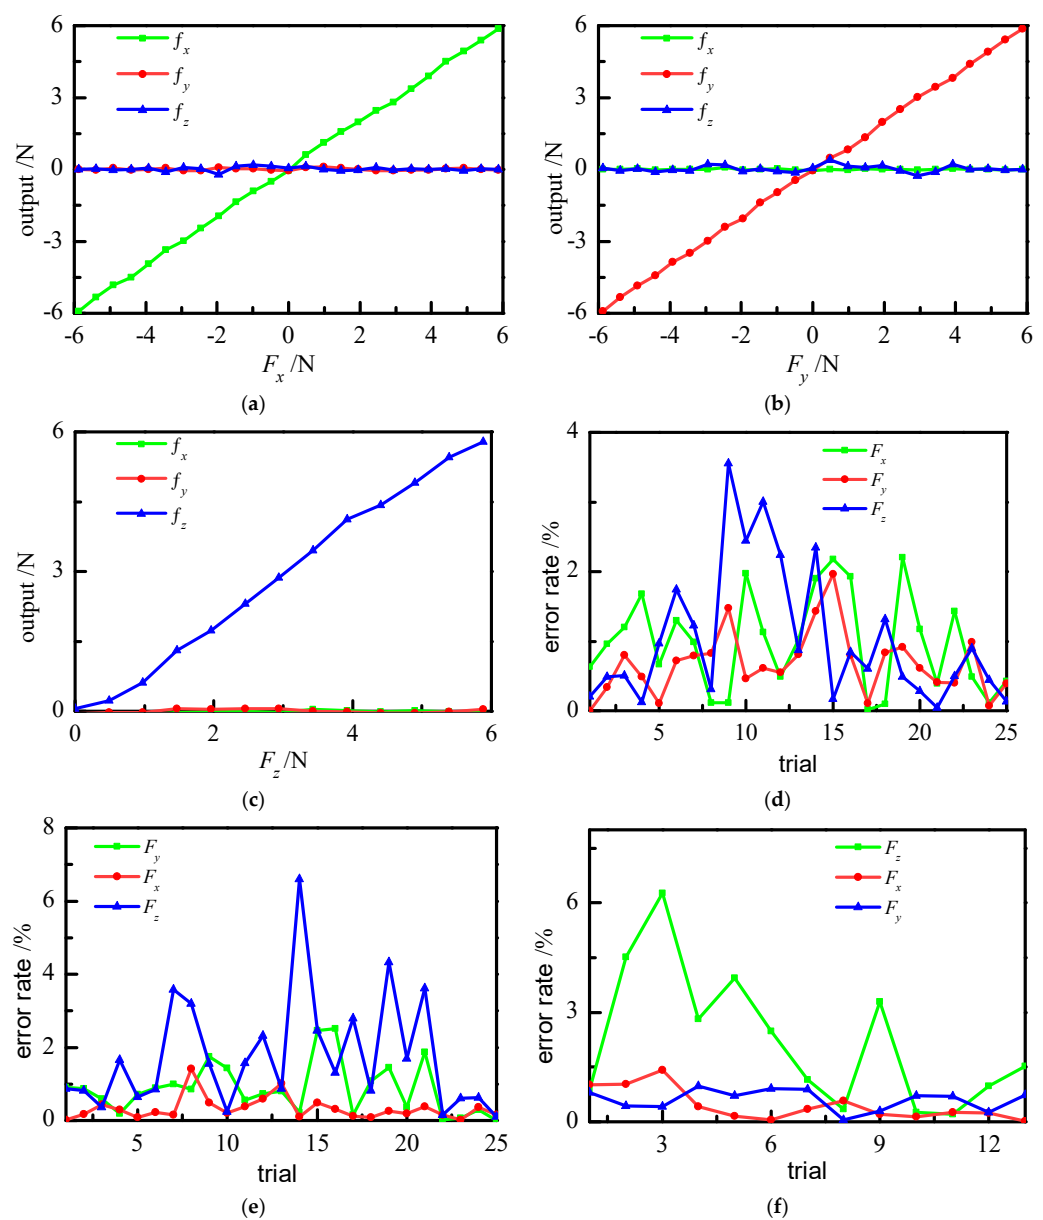 6
3
0
-3
-6
output /N
f x
f y
f z
-6 -4 -2 0 2 4 6
F x /N
(a)
6
3
0
-3
-6
output /N
f x
f y
f z
-6 -4 -2 0 2 4 6
F y /N
(b)
6
3
0
output /N
f x
f y
f z
0 2 4 6
F z /N
(c)
4
2
0
error rate /%
F x
F y
F z
5 10 15 20 25
trial
(d)
8
6
4
2
0
error rate /%
F y
F x
F z
5 10 15 20 25
trial
(e)
6
3
0
error rate /%
F z
F x
F y
3 6 9 12
trial
(f)